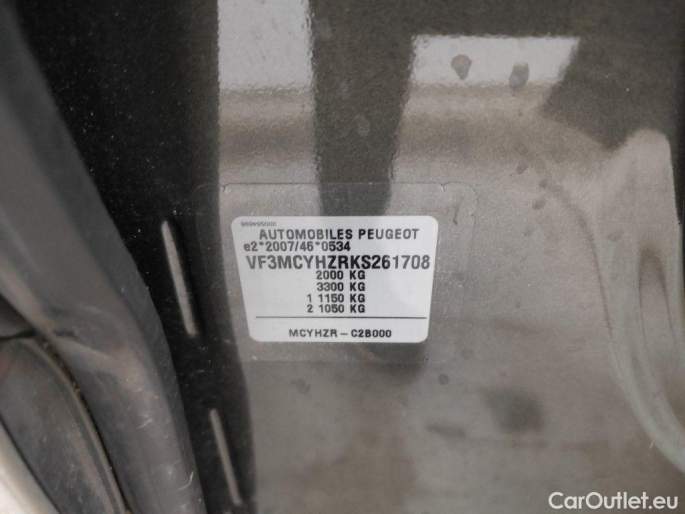 AUTOMOBILES PEUGEOT
e2*2007/46*0534
VF3MCYHZRKS261708
2000 KG
3300 KG
1 1150 KG
2 1050 KG
MCYHZR-C2B000
CarOutlet.eu